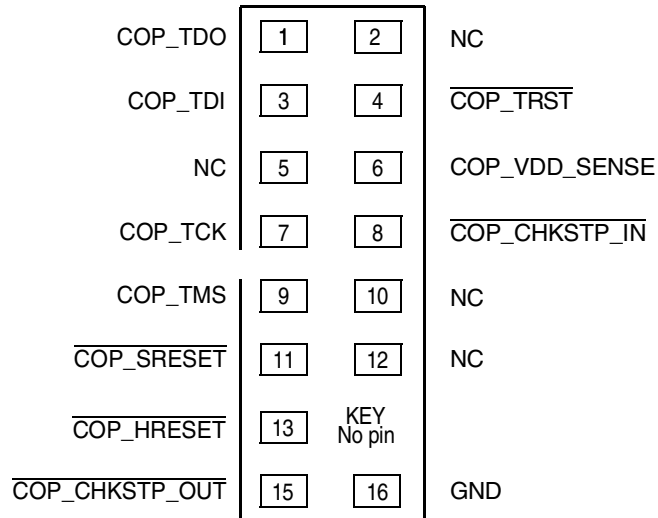 COP_TDO 1 2 NC
COP_TDI 3 4 COP_TRST
NC 5 6 COP_VDD_SENSE
COP_TCK 7 8 COP_CHKSTP_IN
COP_TMS 9 10 NC
COP_SRESET 11 12 NC
COP_HRESET 13 KEY
No pin
COP_CHKSTP_OUT 15 16 GND